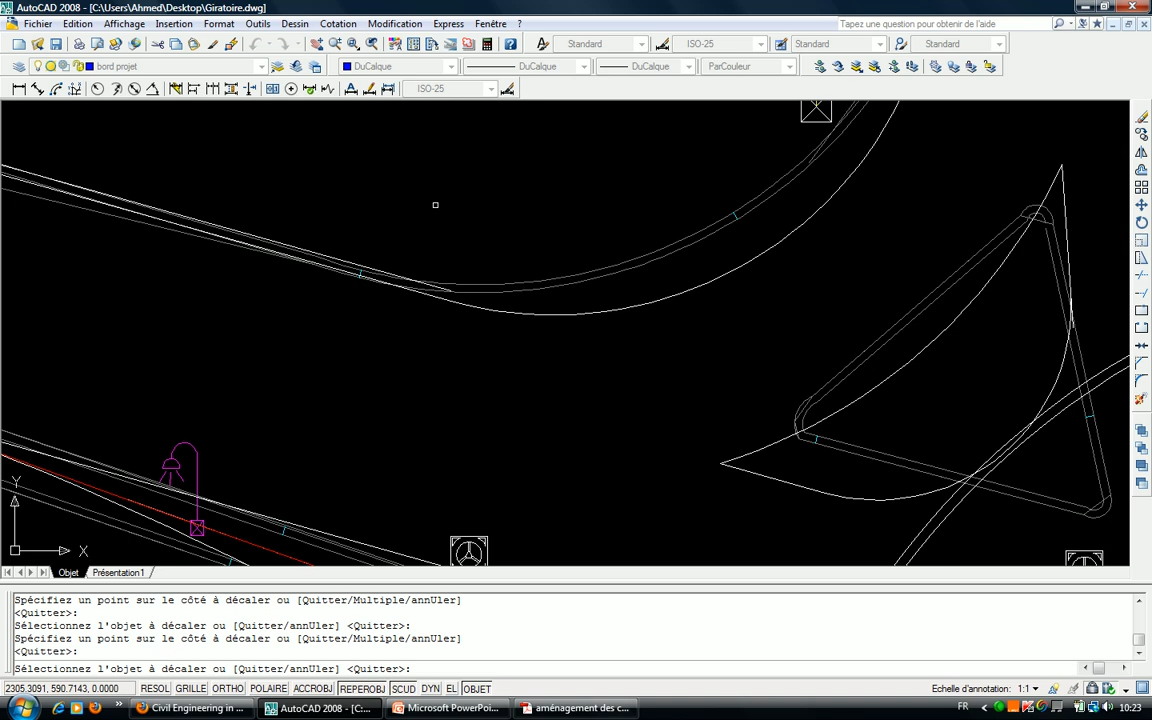 AutoCAD 2008 - [C:\Users\Ahmed\Desktop\Giratoire.dwg]
Fichier Edition Affichage Insertion Format Outils Dessin Cotation Modification Express Fenêtre ?
Tapez une question pour obtenir de l'aide
Standard ISO-25 Standard Standard
bord projet DuCalque DuCalque DuCalque ParCouleur
ISO-25
Y
X
Objet Présentation1
Spécifiez un point sur le côté à décaler ou [Quitter/Multiple/annUler]
<Quitter>:
Sélectionnez l'objet à décaler ou [Quitter/annUler] <Quitter>:
Spécifiez un point sur le côté à décaler ou [Quitter/Multiple/annUler]
<Quitter>:
Sélectionnez l'objet à décaler ou [Quitter/annUler] <Quitter>:
2305.3091, 590.7143, 0.0000 RESOL GRILLE ORTHO POLAIRE ACCROBJ REPEROBJ SCUD DYN EL OBJET Echelle d'annotation: 1:1
Civil Engineering in ... AutoCAD 2008 - [C:... Microsoft PowerPoi... aménagement des c... FR 10:23